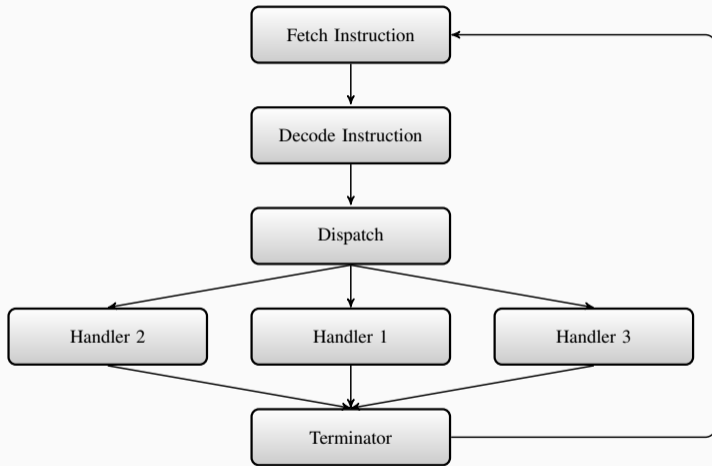 Fetch Instruction
Decode Instruction
Dispatch
Handler 2
Handler 1
Handler 3
Terminator